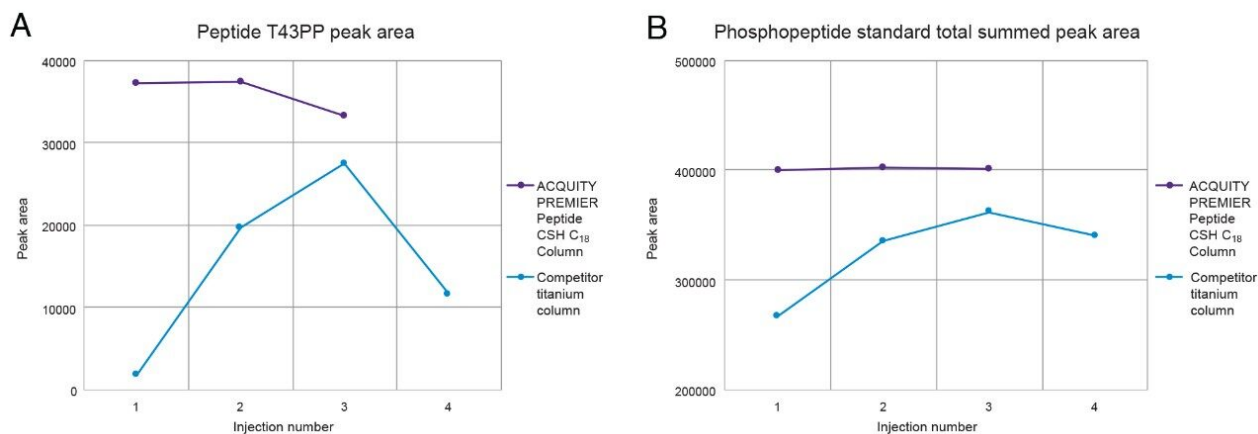 A
Peptide T43PP peak area
40000
30000
20000
10000
0
Peak area
1 2 3 4
Injection number
ACQUITY
PREMIER
Peptide
CSH C₁₈
Column
Competitor
titanium
column
B
Phosphopeptide standard total summed peak area
500000
400000
300000
200000
Peak area
1 2 3 4
Injection number
ACQUITY
PREMIER
Peptide
CSH C₁₈
Column
Competitor
titanium
column